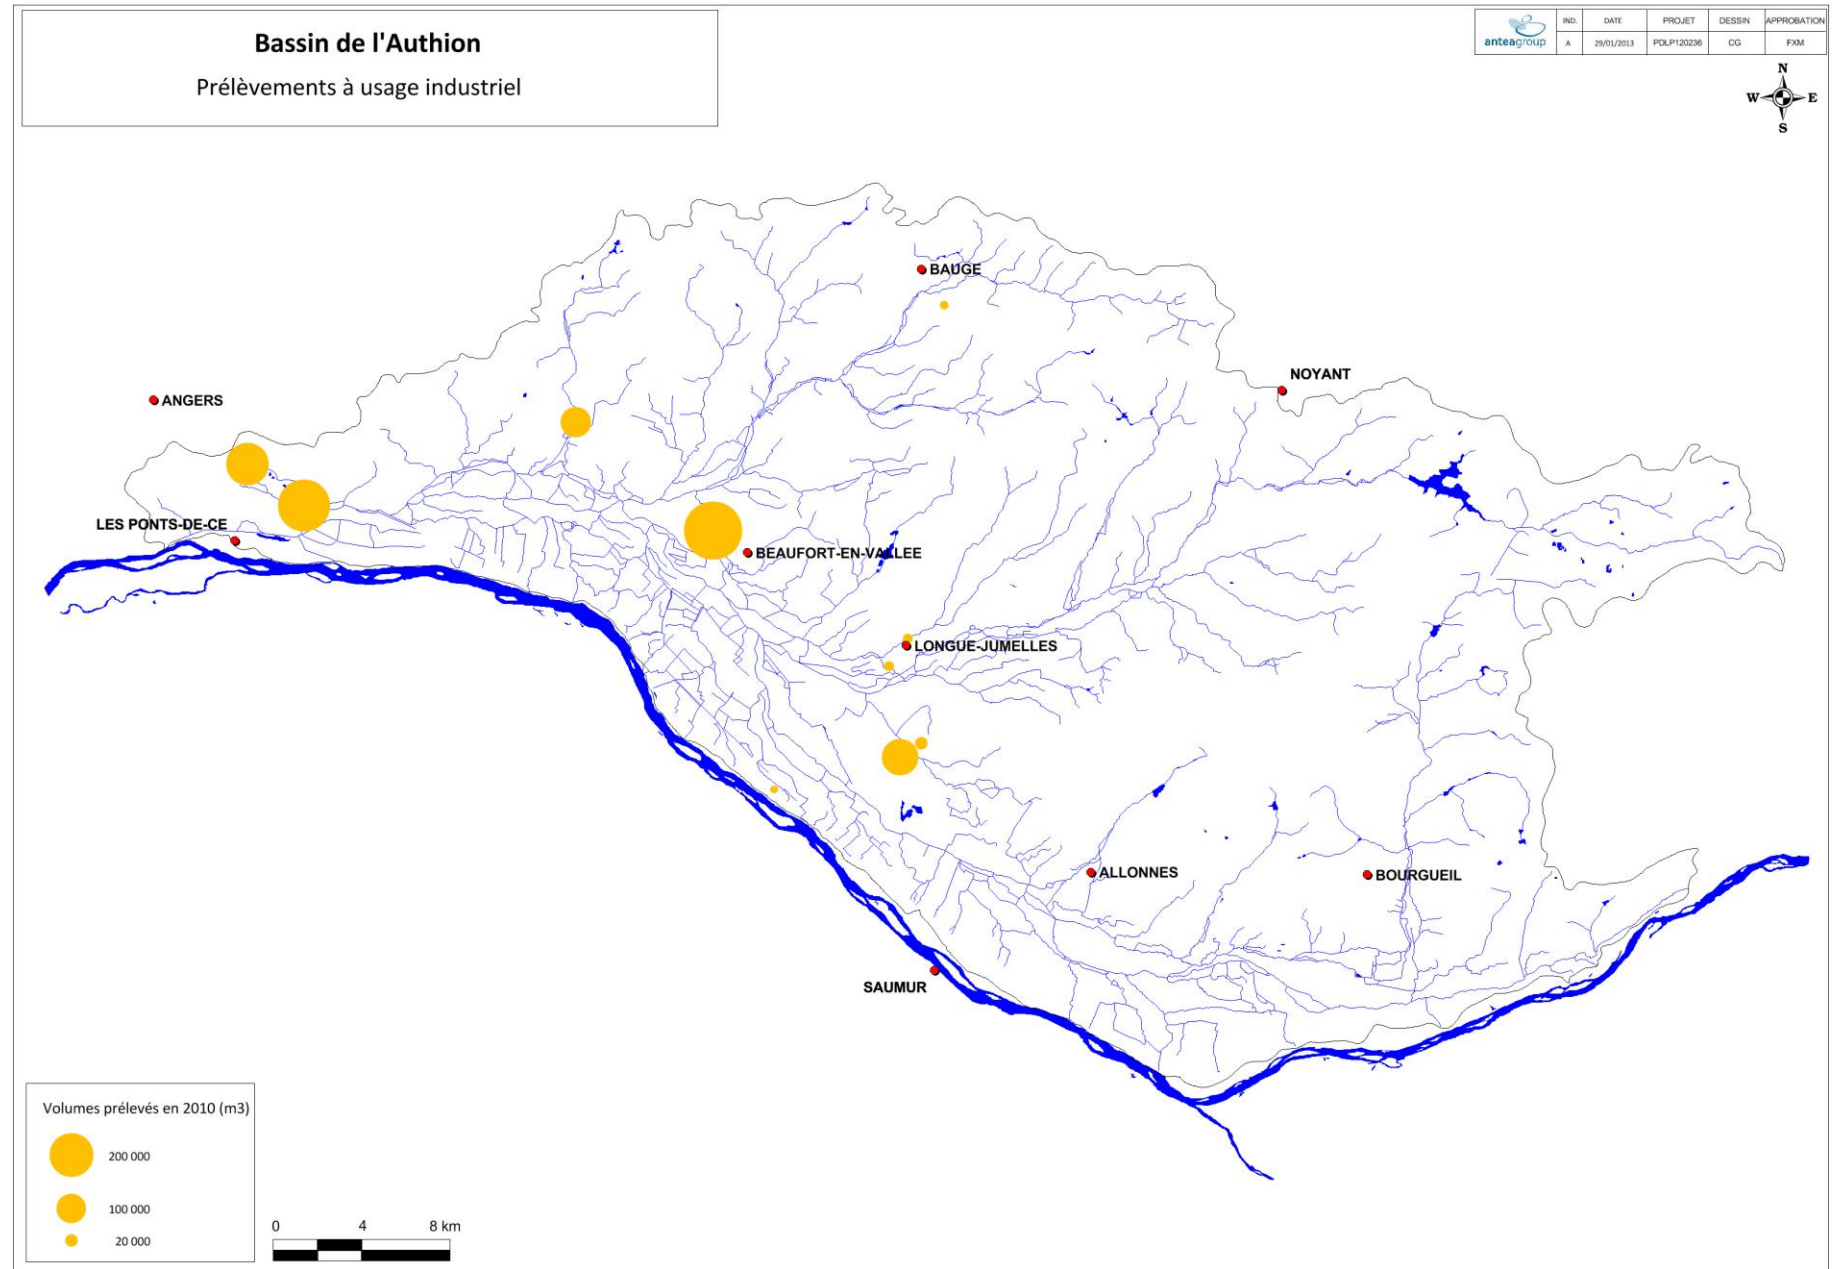 Bassin de l'Authion
Prélèvements à usage industriel
anteagroup
IND. DATE PROJET DESSIN APPROBATION
A 29/01/2013 PDLP120236 CG FXM
N
W E
S
BAUGE
NOYANT
ANGERS
LES PONTS-DE-CE
BEAUFORT-EN-VALLEE
LONGUE-JUMELLES
ALLONNES
BOURGUEIL
SAUMUR
Volumes prélevés en 2010 (m3)
200 000
100 000
20 000
0 4 8 km